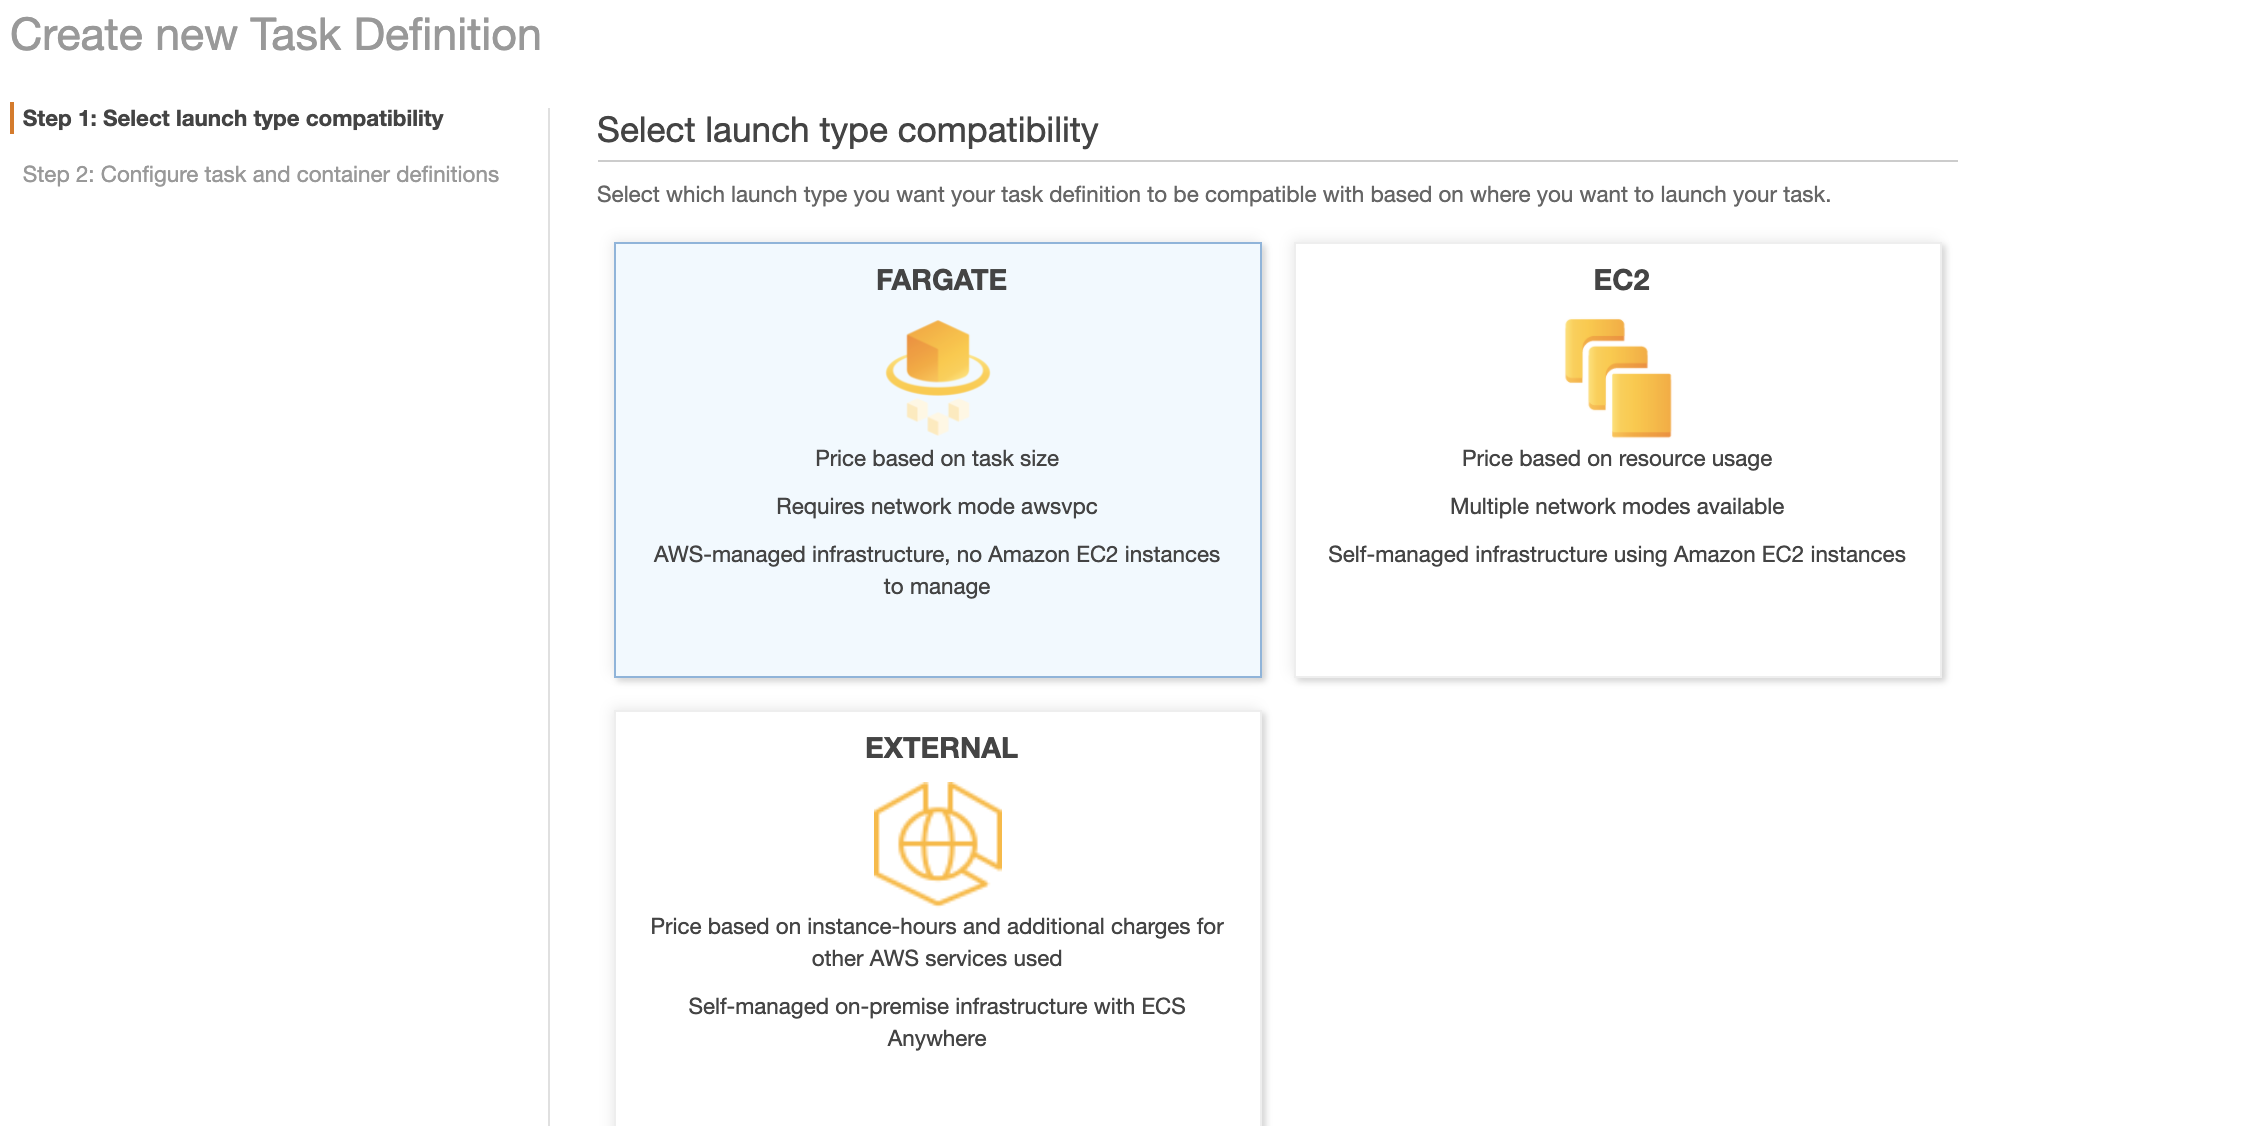 Create new Task Definition
Step 1: Select launch type compatibility
Step 2: Configure task and container definitions
Select launch type compatibility
Select which launch type you want your task definition to be compatible with based on where you want to launch your task.
FARGATE
Price based on task size
Requires network mode awsvpc
AWS-managed infrastructure, no Amazon EC2 instances
to manage
EC2
Price based on resource usage
Multiple network modes available
Self-managed infrastructure using Amazon EC2 instances
EXTERNAL
Price based on instance-hours and additional charges for
other AWS services used
Self-managed on-premise infrastructure with ECS
Anywhere